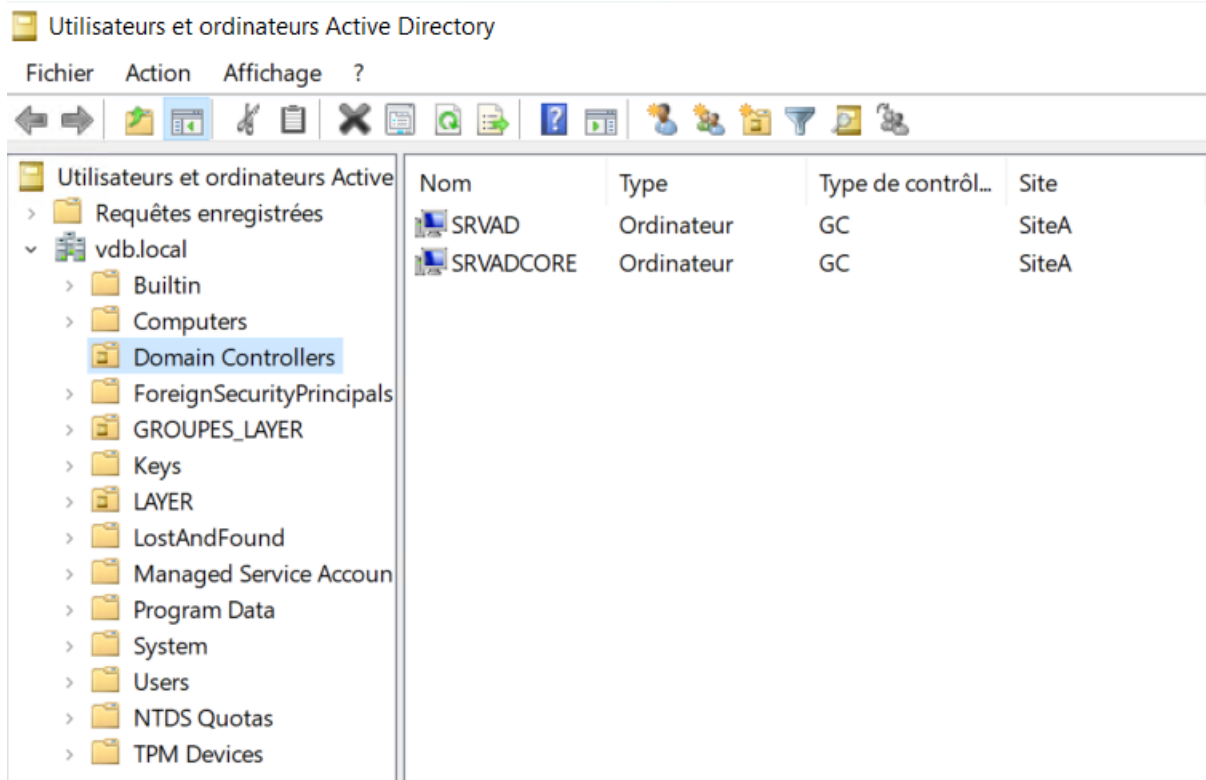 Utilisateurs et ordinateurs Active Directory
Fichier Action Affichage ?
Utilisateurs et ordinateurs Active
Requêtes enregistrées
vdb.local
Builtin
Computers
Domain Controllers
ForeignSecurityPrincipals
GROUPES_LAYER
Keys
LAYER
LostAndFound
Managed Service Accoun
Program Data
System
Users
NTDS Quotas
TPM Devices
Nom Type Type de contrôl... Site
SRVAD Ordinateur GC SiteA
SRVADCORE Ordinateur GC SiteA